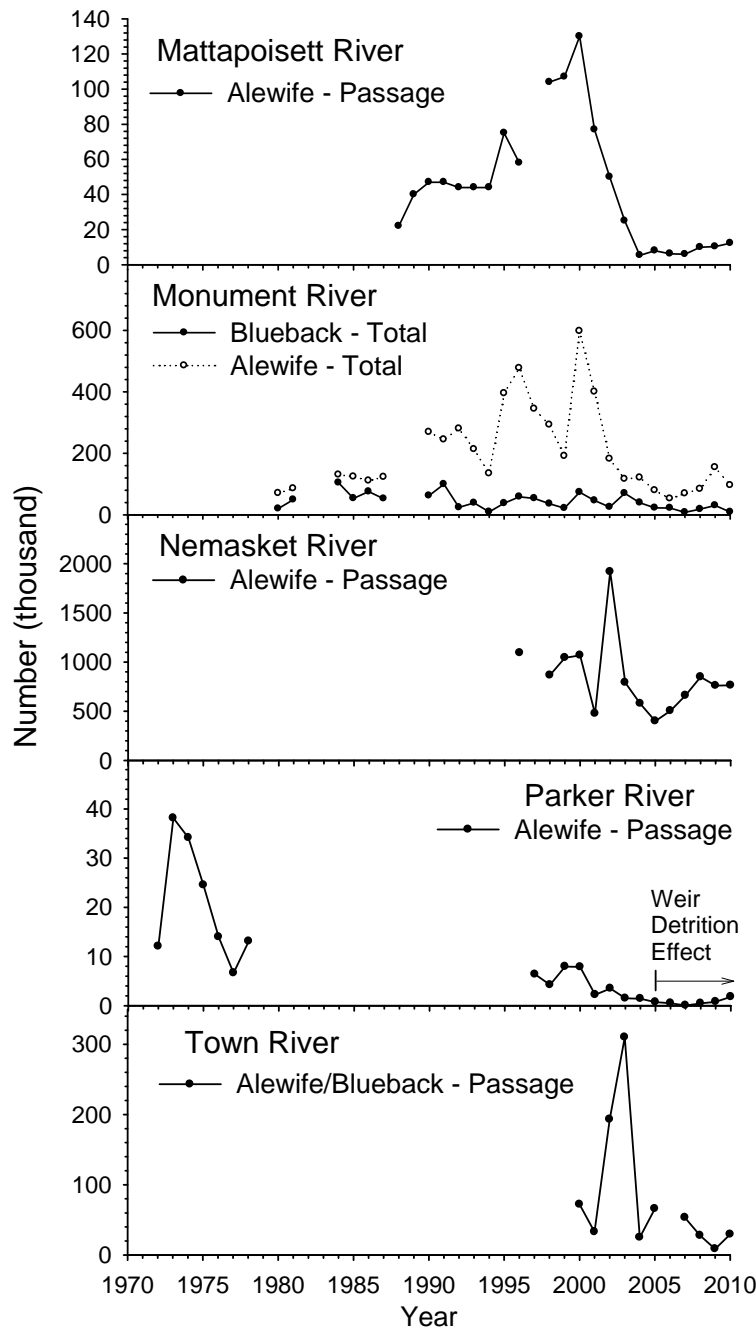 140
120
100
80
60
40
20
0
Mattapoisett River
Alewife - Passage
Monument River
Blueback - Total
Alewife - Total
600
400
200
0
Number (thousand)
Nemasket River
Alewife - Passage
2000
1500
1000
500
0
Parker River
Alewife - Passage
40
30
20
10
0
Weir
Detrition
Effect
Town River
Alewife/Blueback - Passage
300
200
100
0
1970 1975 1980 1985 1990 1995 2000 2005 2010
Year